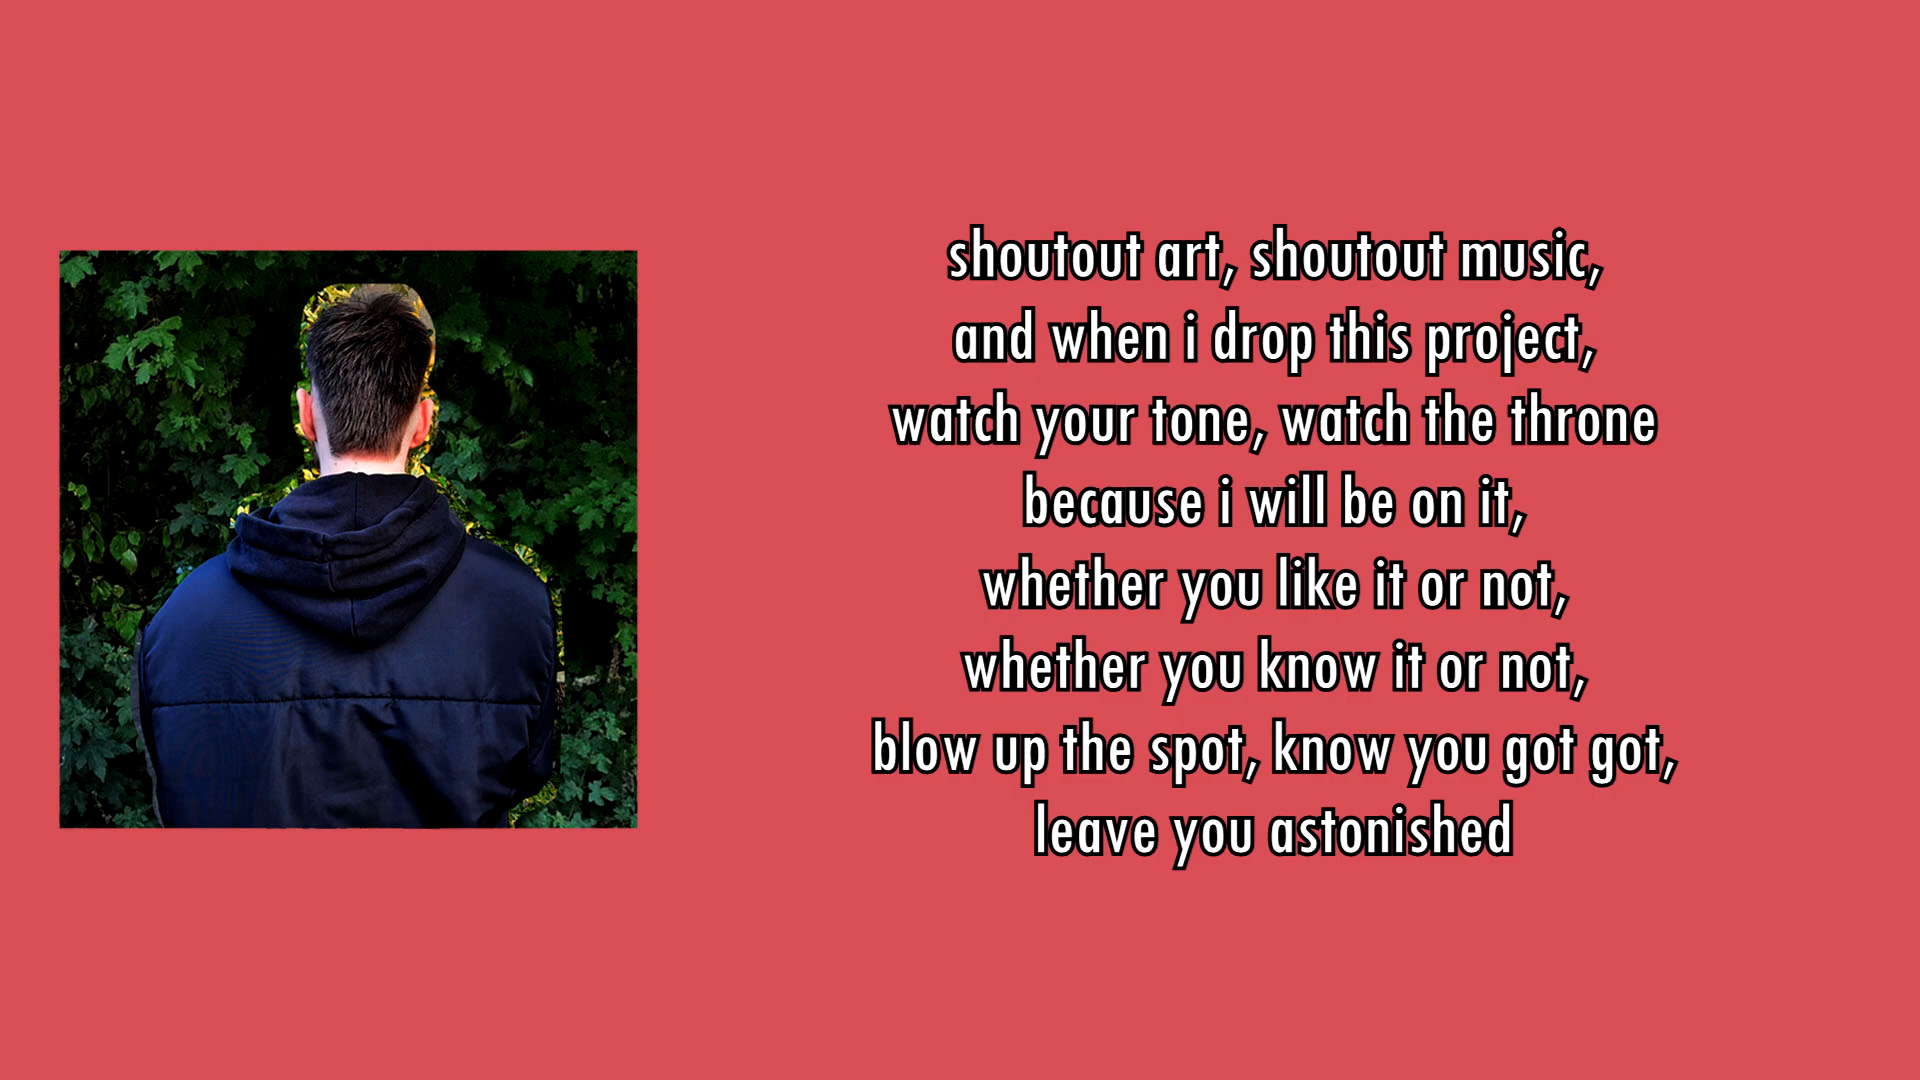 shoutout art, shoutout music,
and when i drop this project,
watch your tone, watch the throne
because i will be on it,
whether you like it or not,
whether you know it or not,
blow up the spot, know you got got,
leave you astonished